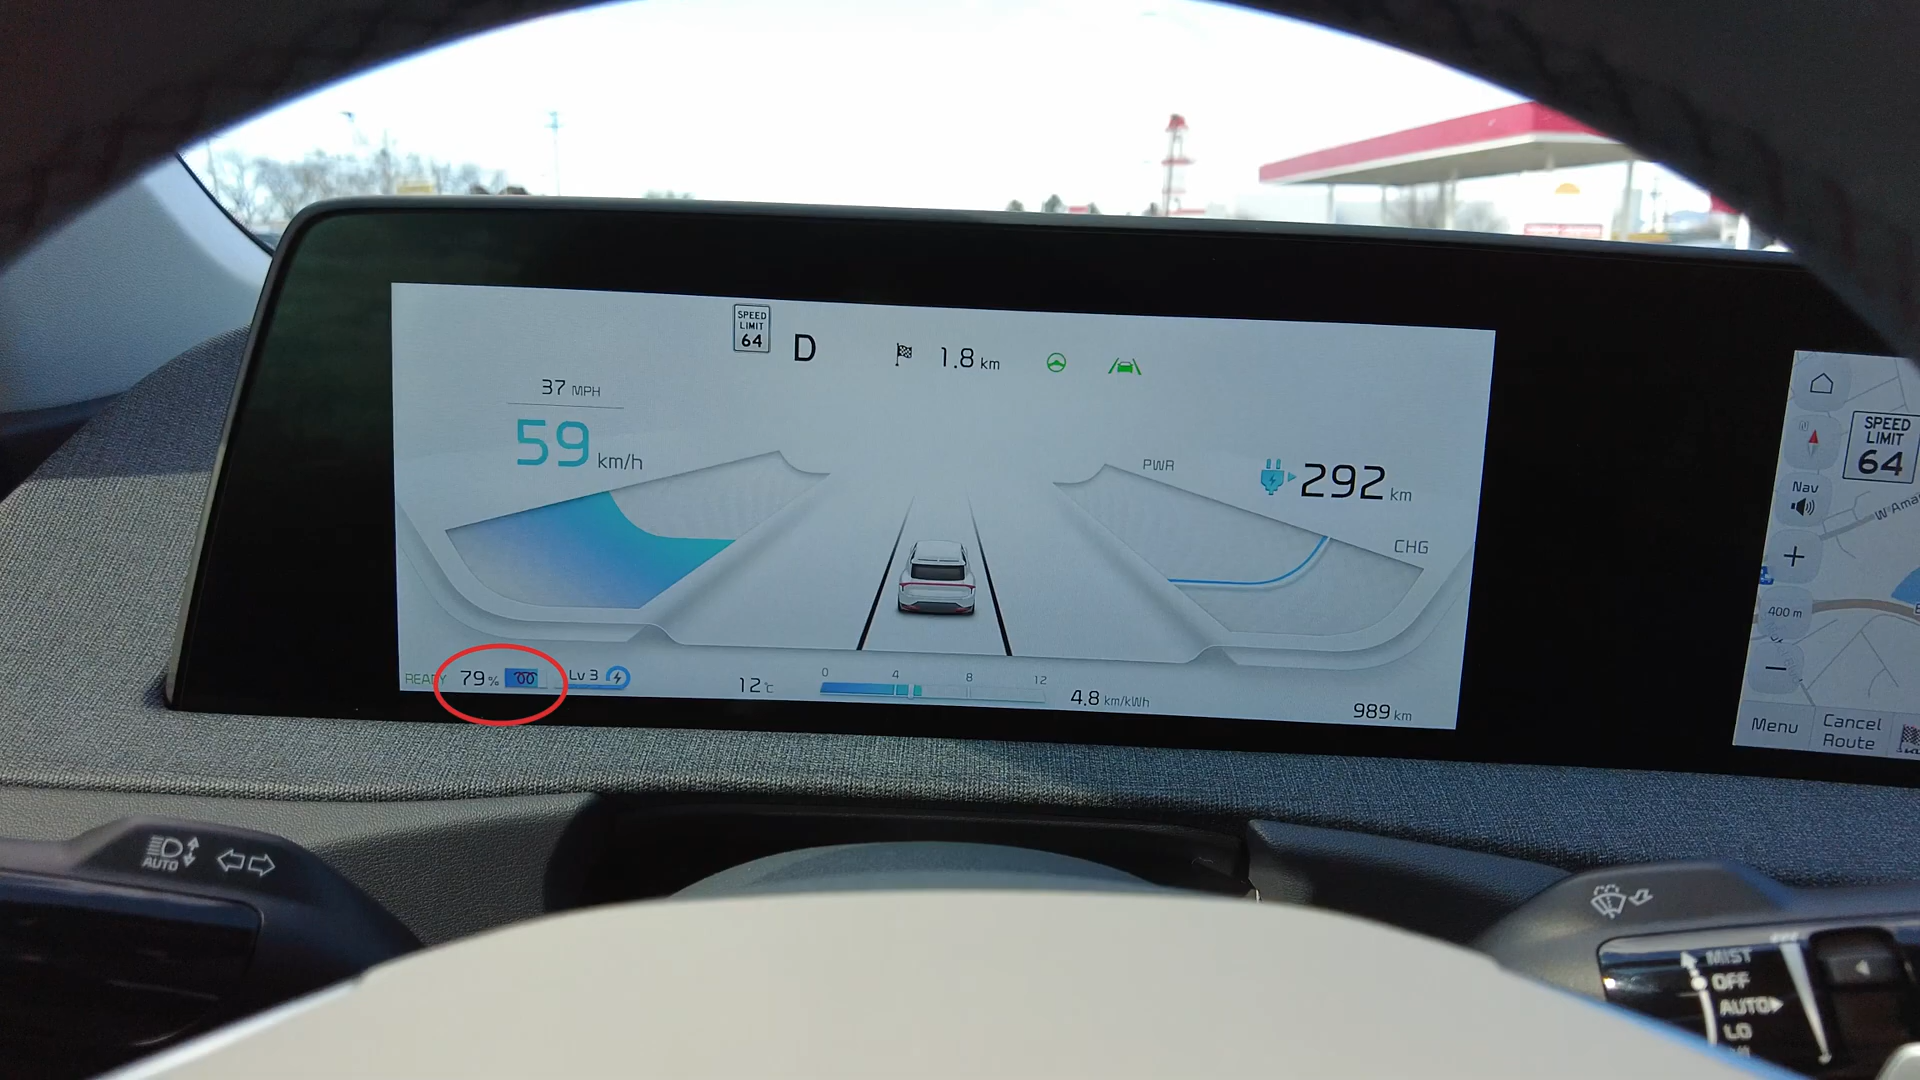 SPEED
LIMIT
64
D
1.8 km
37 MPH
59 km/h
PWR
292 km
CHG
READY
79%
Lv 3
12℃
0 4 8 12
4.8 km/kWh
989 km
N
SPEED
LIMIT
64
Nav
W Ama
+
400 m
−
Menu
Cancel
Route
AUTO
MIST
OFF
AUTO
LO